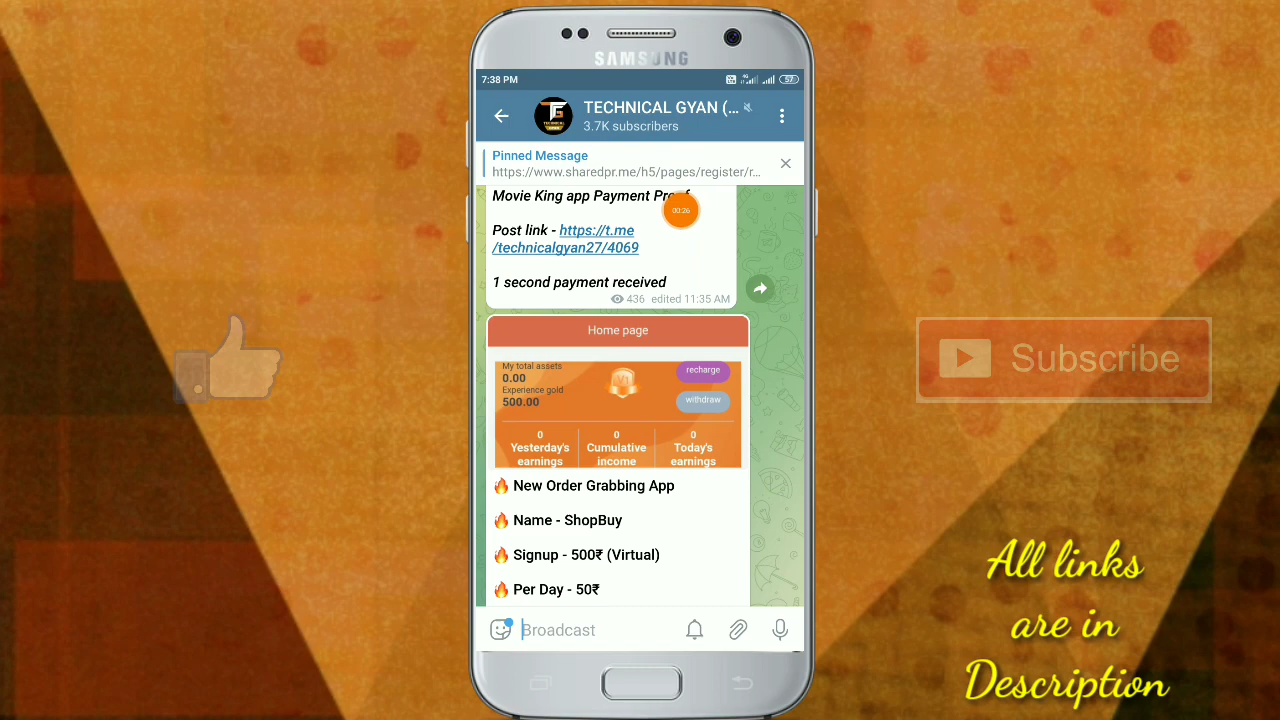 SAMSUNG
7:38 PM
57
TECHNICAL GYAN (...
3.7K subscribers
Pinned Message
https://www.sharedpr.me/h5/pages/register/r...
Movie King app Payment Proof
00:26
Post link - https://t.me
/technicalgyan27/4069
1 second payment received
436 edited 11:35 AM
Home page
My total assets
0.00
Experience gold
500.00
V1
recharge
withdraw
0
Yesterday's
earnings
0
Cumulative
income
0
Today's
earnings
🔥 New Order Grabbing App
🔥 Name - ShopBuy
🔥 Signup - 500₹ (Virtual)
🔥 Per Day - 50₹
Broadcast
Subscribe
All links
are in
Description